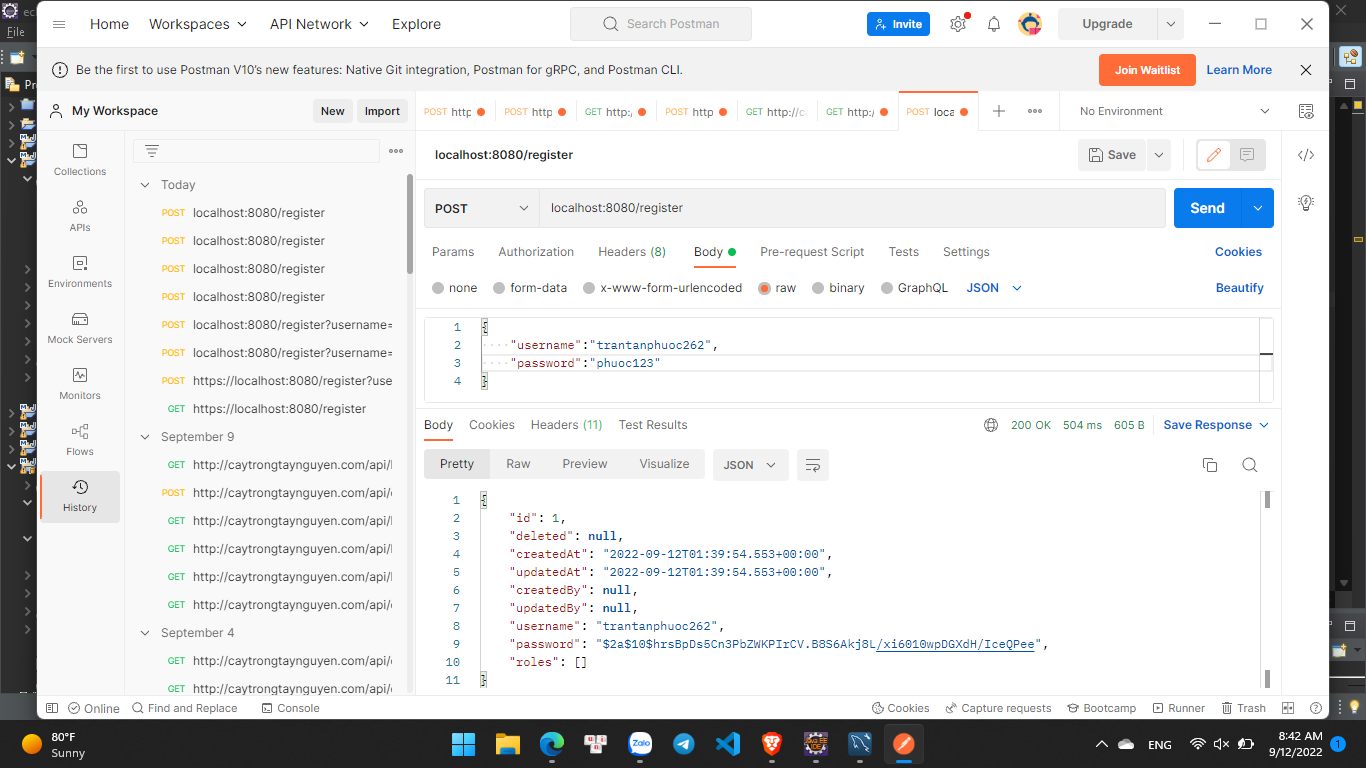 File
Home Workspaces API Network Explore Search Postman Invite Upgrade
Be the first to use Postman V10's new features: Native Git integration, Postman for gRPC, and Postman CLI. Join Waitlist Learn More
My Workspace New Import
POST http POST http GET http:/ POST http GET http://c GET http:/ POST loca No Environment
Collections
APIs
Environments
Mock Servers
Monitors
Flows
History
Today
POST localhost:8080/register
POST localhost:8080/register
POST localhost:8080/register
POST localhost:8080/register
POST localhost:8080/register?username=
POST localhost:8080/register?username=
POST https://localhost:8080/register?use
GET https://localhost:8080/register
September 9
GET http://caytrongtaynguyen.com/api/
POST http://caytrongtaynguyen.com/api/
GET http://caytrongtaynguyen.com/api/
GET http://caytrongtaynguyen.com/api/
GET http://caytrongtaynguyen.com/api/
GET http://caytrongtaynguyen.com/api/
September 4
GET http://caytrongtaynguyen.com/api/
GET http://caytrongtaynguyen.com/api/
localhost:8080/register Save
POST localhost:8080/register Send
Params Authorization Headers (8) Body Pre-request Script Tests Settings Cookies
none form-data x-www-form-urlencoded raw binary GraphQL JSON Beautify
1 {
2 "username":"trantanphuoc262",
3 "password":"phuoc123"
4 }
Body Cookies Headers (11) Test Results 200 OK 504 ms 605 B Save Response
Pretty Raw Preview Visualize JSON
1 {
2 "id": 1,
3 "deleted": null,
4 "createdAt": "2022-09-12T01:39:54.553+00:00",
5 "updatedAt": "2022-09-12T01:39:54.553+00:00",
6 "createdBy": null,
7 "updatedBy": null,
8 "username": "trantanphuoc262",
9 "password": "$2a$10$hrsBpDs5Cn3PbZWKPIrCV.B8S6Akj8L/xi6010wpDGXdH/IceQPee",
10 "roles": []
11 }
Online Find and Replace Console Cookies Capture requests Bootcamp Runner Trash
80°F
Sunny
Zalo
ENG
8:42 AM
9/12/2022
1